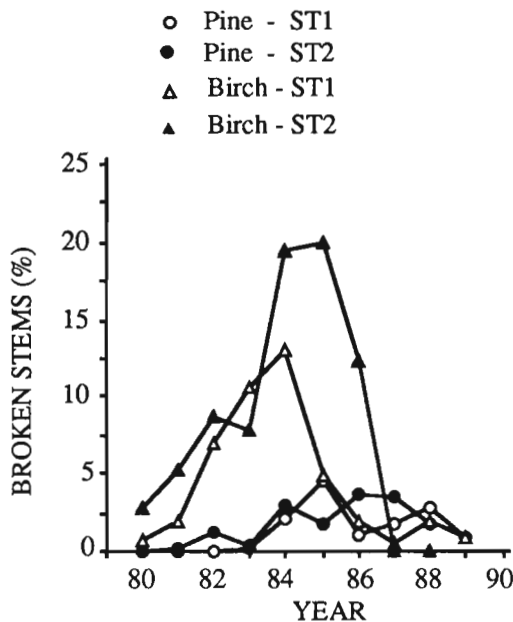 Pine - ST1
Pine - ST2
Birch - ST1
Birch - ST2
25
20
15
10
5
0
BROKEN STEMS (%)
80 82 84 86 88 90
YEAR